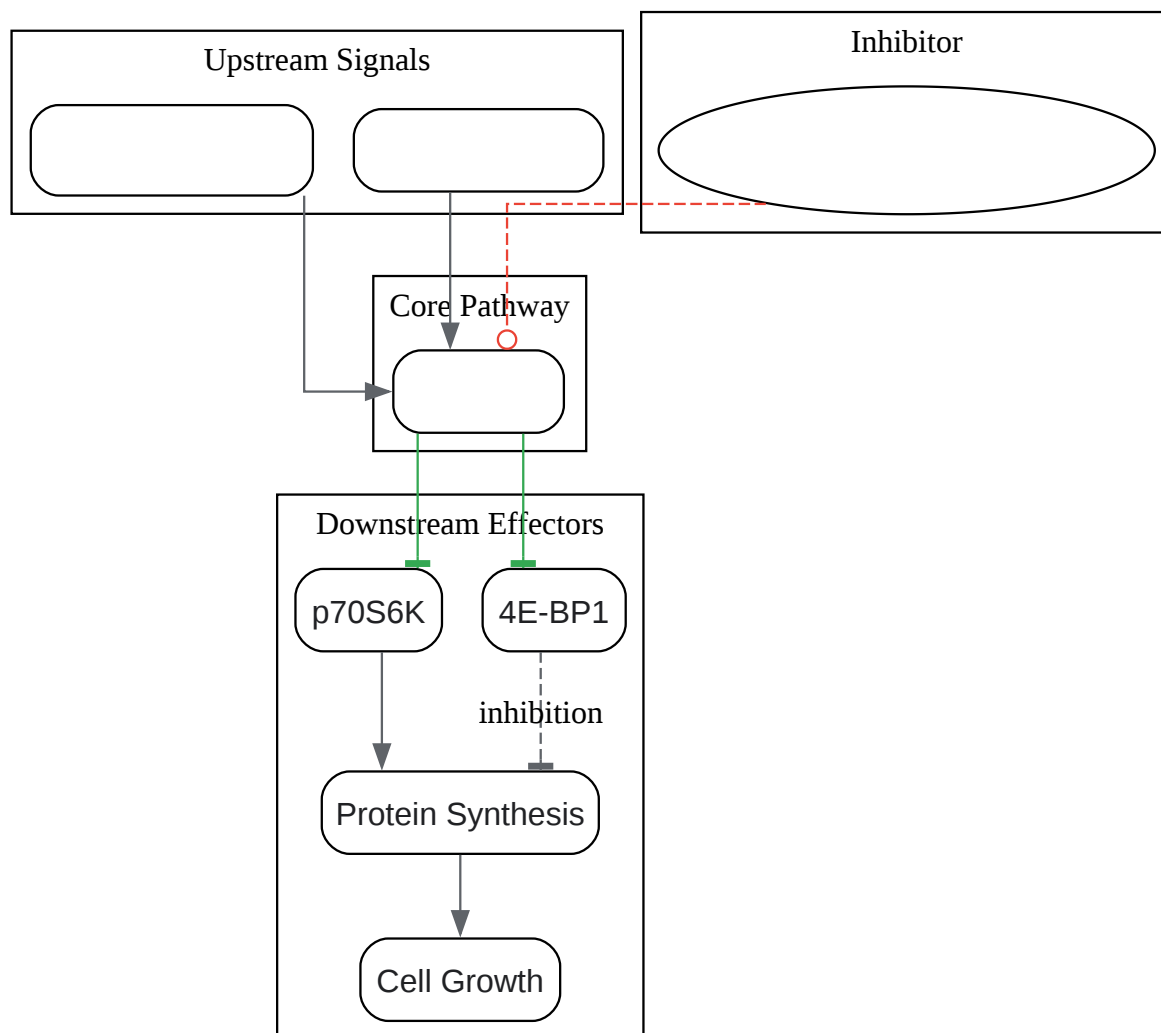 Upstream Signals
Inhibitor
Core Pathway
Downstream Effectors
p70S6K
4E-BP1
inhibition
Protein Synthesis
Cell Growth